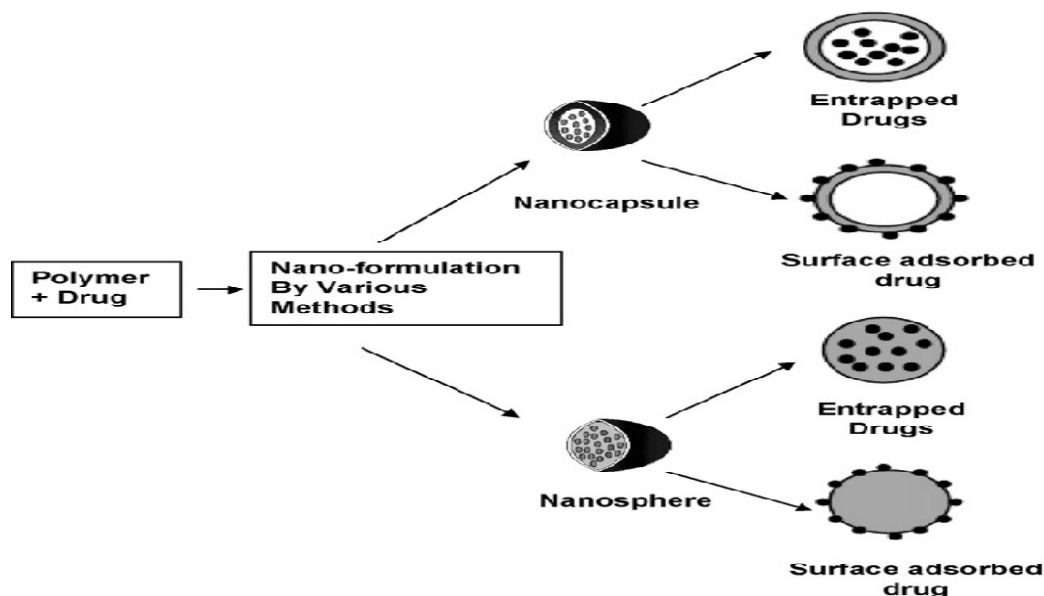 Polymer
+ Drug
Nano-formulation
By Various
Methods
Nanocapsule
Entrapped
Drugs
Surface adsorbed
drug
Nanosphere
Entrapped
Drugs
Surface adsorbed
drug